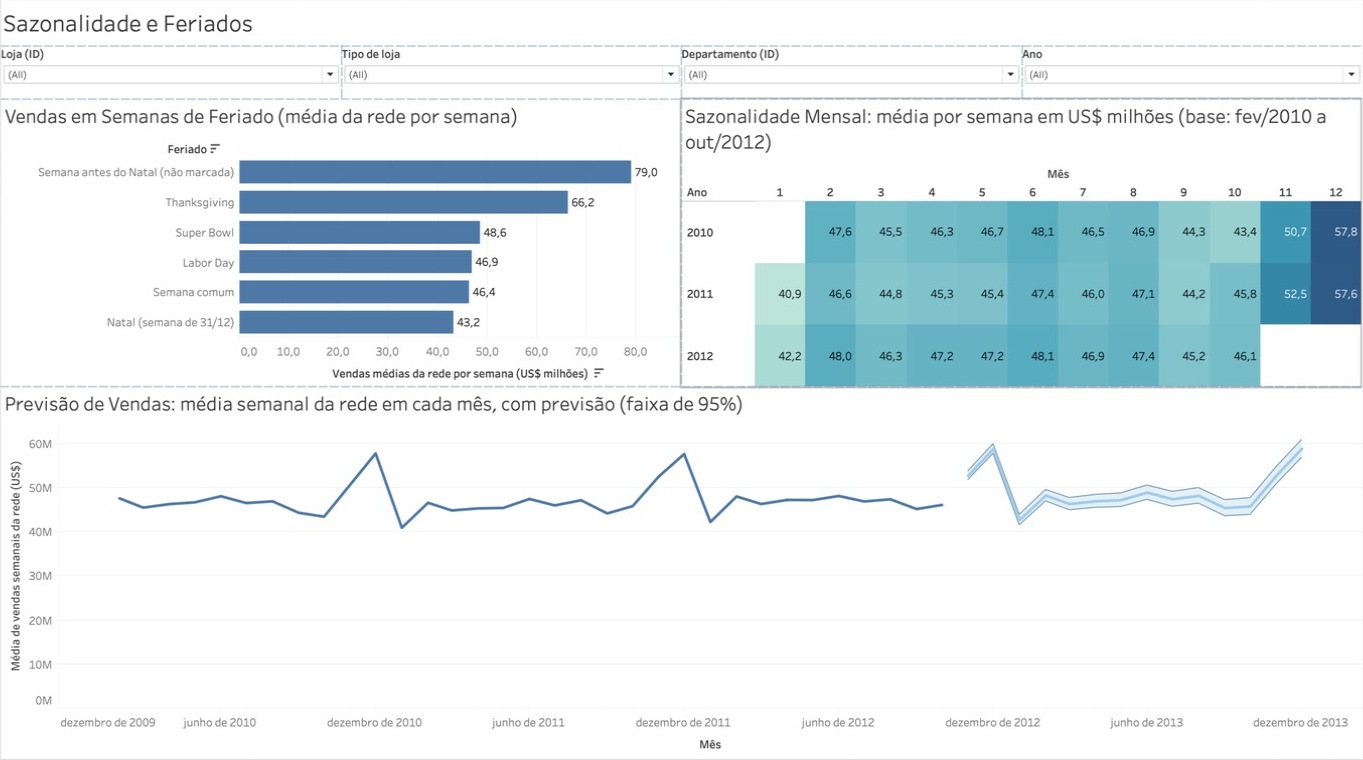 Sazonalidade e Feriados
Loja (ID) Tipo de loja Departamento (ID) Ano
(All) (All) (All) (All)
Vendas em Semanas de Feriado (média da rede por semana)
Feriado
Semana antes do Natal (não marcada) 79,0
Thanksgiving 66,2
Super Bowl 48,6
Labor Day 46,9
Semana comum 46,4
Natal (semana de 31/12) 43,2
0,0 10,0 20,0 30,0 40,0 50,0 60,0 70,0 80,0
Vendas médias da rede por semana (US$ milhões)
Sazonalidade Mensal: média por semana em US$ milhões (base: fev/2010 a
out/2012)
Mês
Ano 1 2 3 4 5 6 7 8 9 10 11 12
2010 47,6 45,5 46,3 46,7 48,1 46,5 46,9 44,3 43,4 50,7 57,8
2011 40,9 46,6 44,8 45,3 45,4 47,4 46,0 47,1 44,2 45,8 52,5 57,6
2012 42,2 48,0 46,3 47,2 47,2 48,1 46,9 47,4 45,2 46,1
Previsão de Vendas: média semanal da rede em cada mês, com previsão (faixa de 95%)
Média de vendas semanais da rede (US$)
60M
50M
40M
30M
20M
10M
0M
dezembro de 2009 junho de 2010 dezembro de 2010 junho de 2011 dezembro de 2011 junho de 2012 dezembro de 2012 junho de 2013 dezembro de 2013
Mês